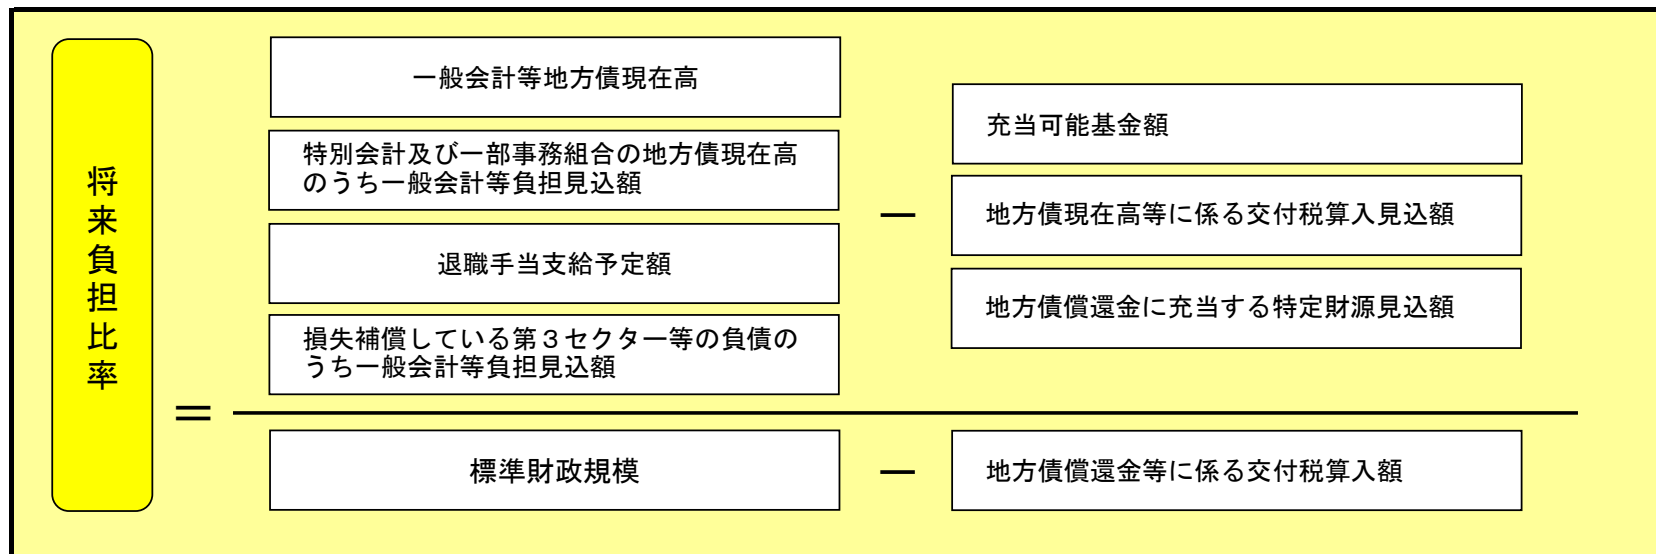 将来負担比率
＝
一般会計等地方債現在高
特別会計及び一部事務組合の地方債現在高
のうち一般会計等負担見込額
退職手当支給予定額
損失補償している第３セクター等の負債の
うち一般会計等負担見込額
－
充当可能基金額
地方債現在高等に係る交付税算入見込額
地方債償還金に充当する特定財源見込額
標準財政規模
－
地方債償還金等に係る交付税算入額